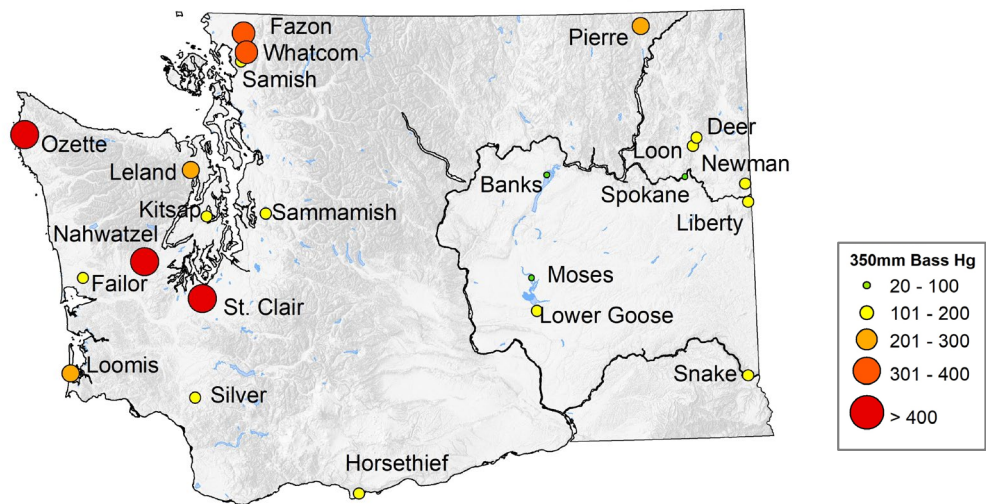 Fazon
Whatcom
Samish
Pierre
Ozette
Deer
Loon
Newman
Leland
Banks
Spokane
Kitsap
Sammamish
Liberty
Nahwatzel
Failor
Moses
St. Clair
Lower Goose
Loomis
Snake
Silver
Horsethief
350mm Bass Hg
20 - 100
101 - 200
201 - 300
301 - 400
> 400